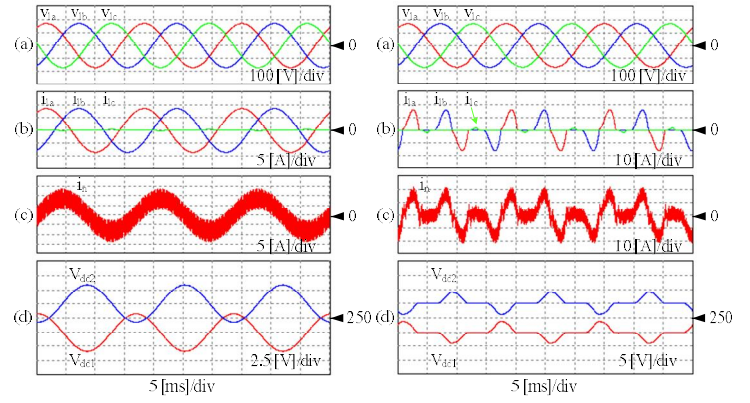 v1a v1b v1c
(a)
0
100 [V]/div
i1a i1b i1c
(b)
0
5 [A]/div
in
(c)
0
5 [A]/div
Vdc2
(d)
250
Vdc1
2.5 [V]/div
5 [ms]/div
v1a v1b v1c
(a)
0
100 [V]/div
i1a i1b i1c
(b)
0
10 [A]/div
in
(c)
0
10 [A]/div
Vdc2
(d)
250
Vdc1
5 [V]/div
5 [ms]/div